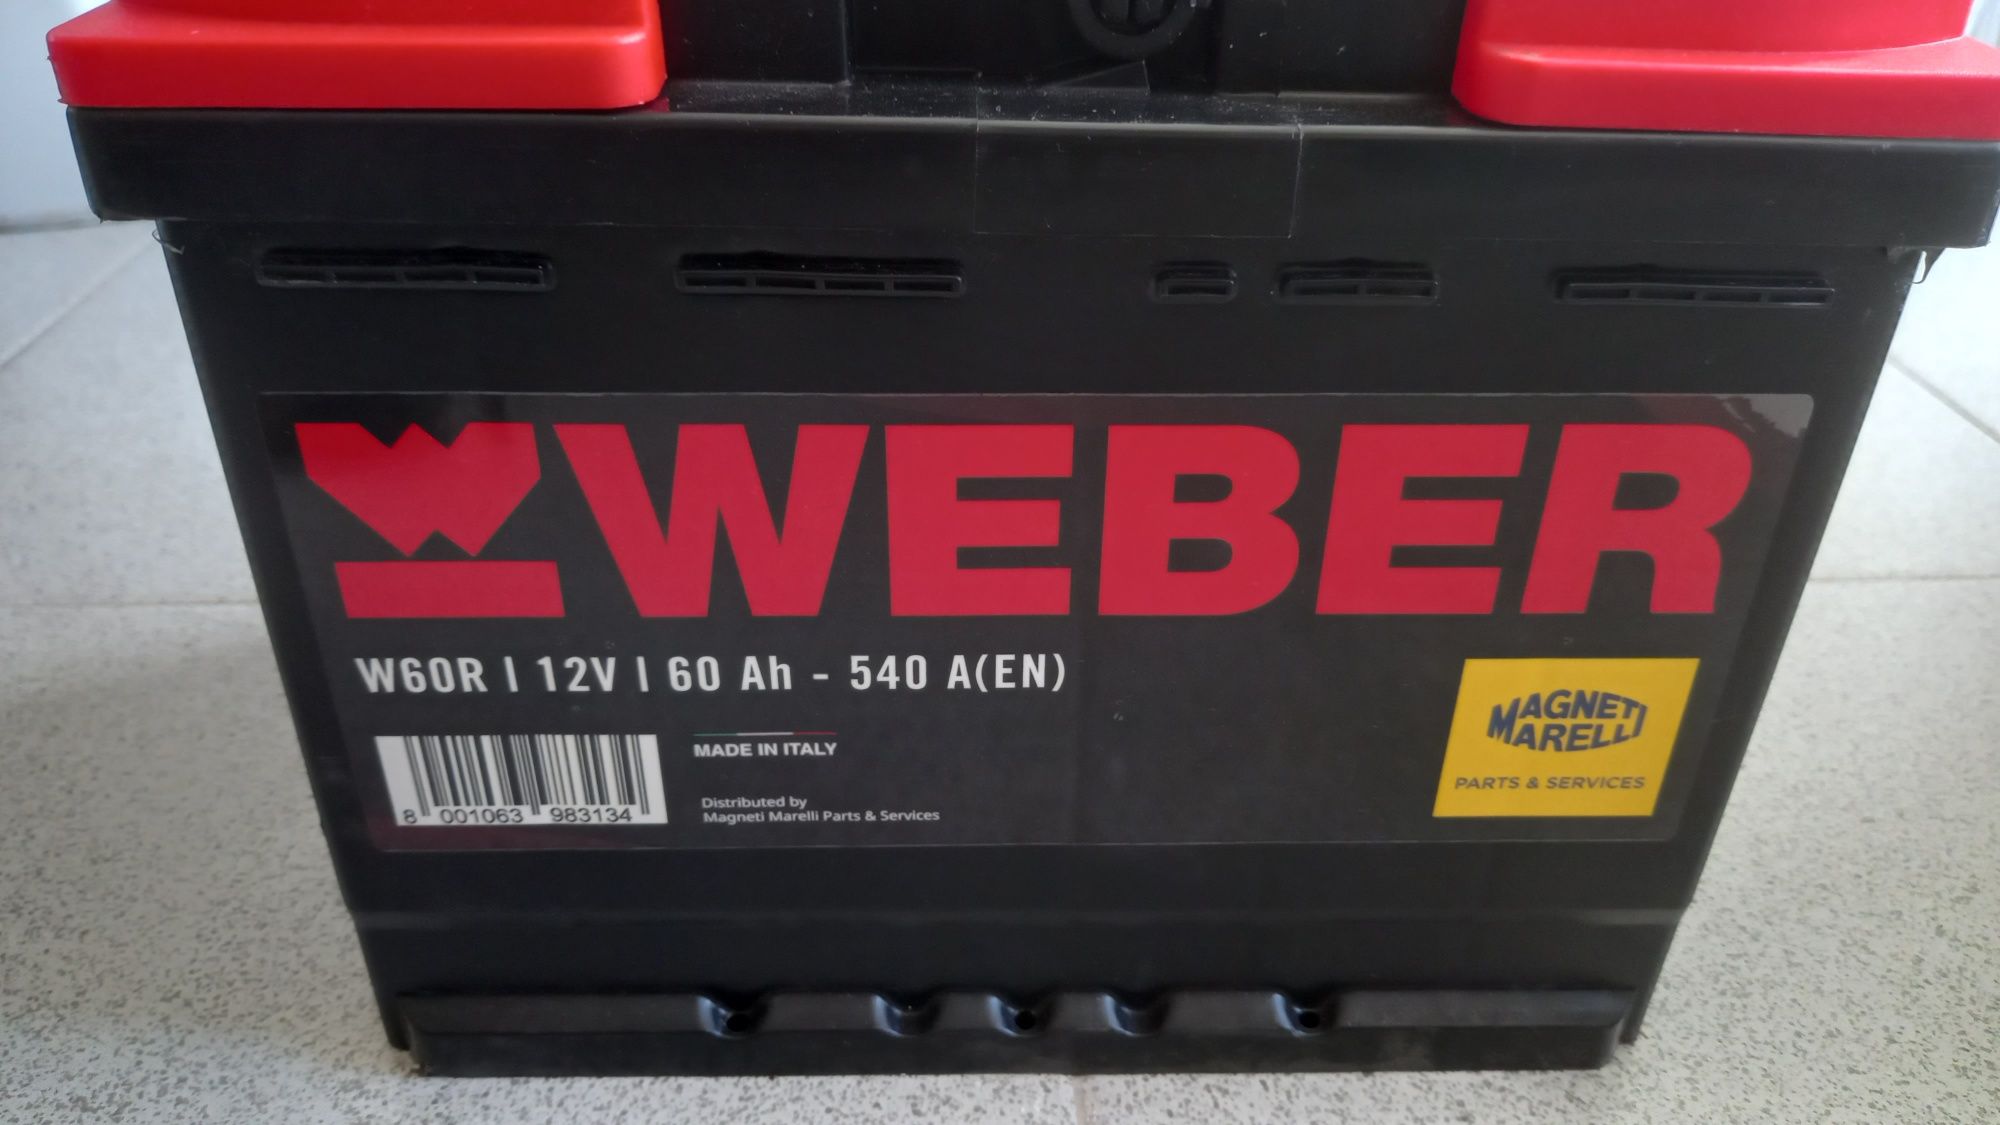 WEBER
W60R | 12V | 60 Ah - 540 A(EN)
MADE IN ITALY
8 001063 983134
Distributed by
Magneti Marelli Parts & Services
MAGNETI
MARELLI
PARTS & SERVICES